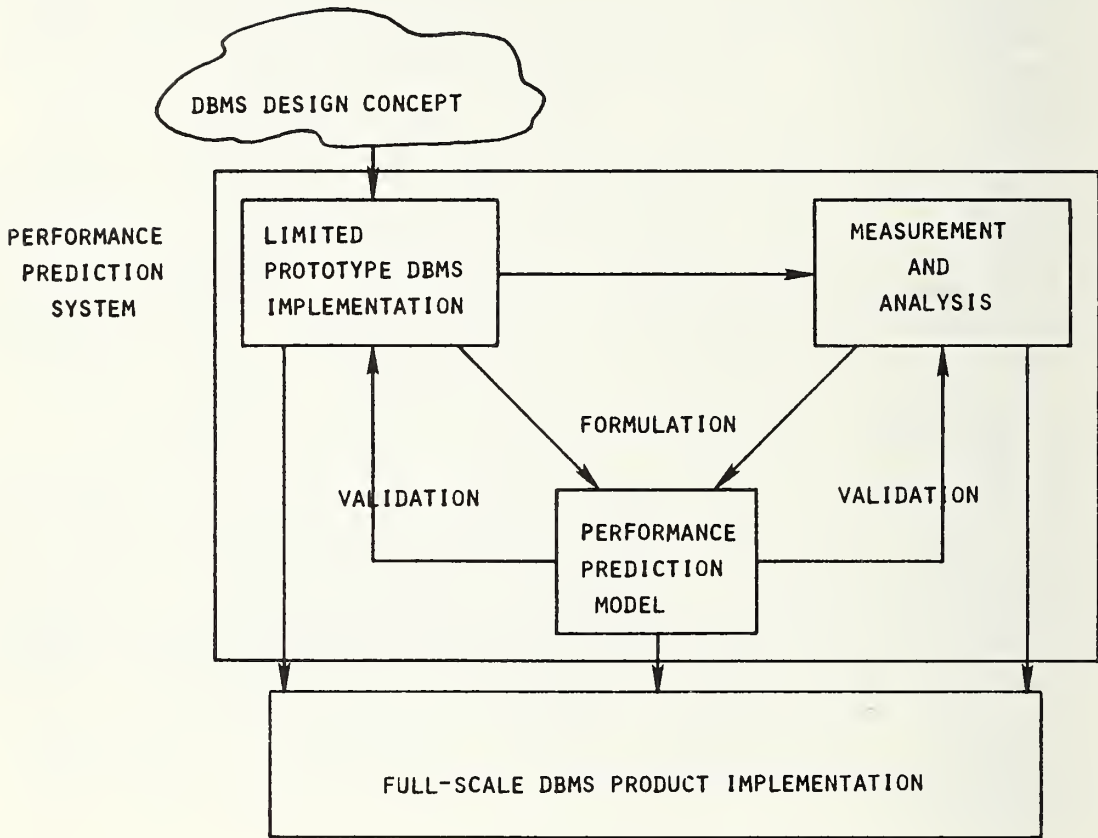 DBMS DESIGN CONCEPT
PERFORMANCE
PREDICTION
SYSTEM
LIMITED
PROTOTYPE DBMS
IMPLEMENTATION
MEASUREMENT
AND
ANALYSIS
FORMULATION
VALIDATION
VALIDATION
PERFORMANCE
PREDICTION
MODEL
FULL-SCALE DBMS PRODUCT IMPLEMENTATION